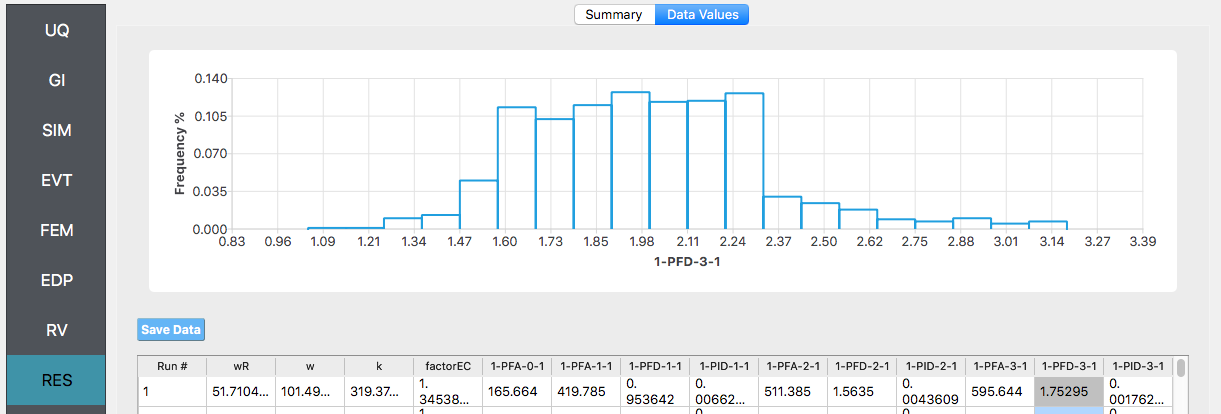 Summary Data Values
UQ
GI
SIM
EVT
FEM
EDP
RV
RES
Frequency %
0.140
0.105
0.070
0.035
0.000
0.83 0.96 1.09 1.21 1.34 1.47 1.60 1.73 1.85 1.98 2.11 2.24 2.37 2.50 2.62 2.75 2.88 3.01 3.14 3.27 3.39
1-PFD-3-1
Save Data
Run # wR w k factorEC 1-PFA-0-1 1-PFA-1-1 1-PFD-1-1 1-PID-1-1 1-PFA-2-1 1-PFD-2-1 1-PID-2-1 1-PFA-3-1 1-PFD-3-1 1-PID-3-1
1 51.7104... 101.49... 319.37... 1. 165.664 419.785 0. 0. 511.385 1.5635 0. 595.644 1.75295 0.
34538... 953642 00662... 0043609 001762...